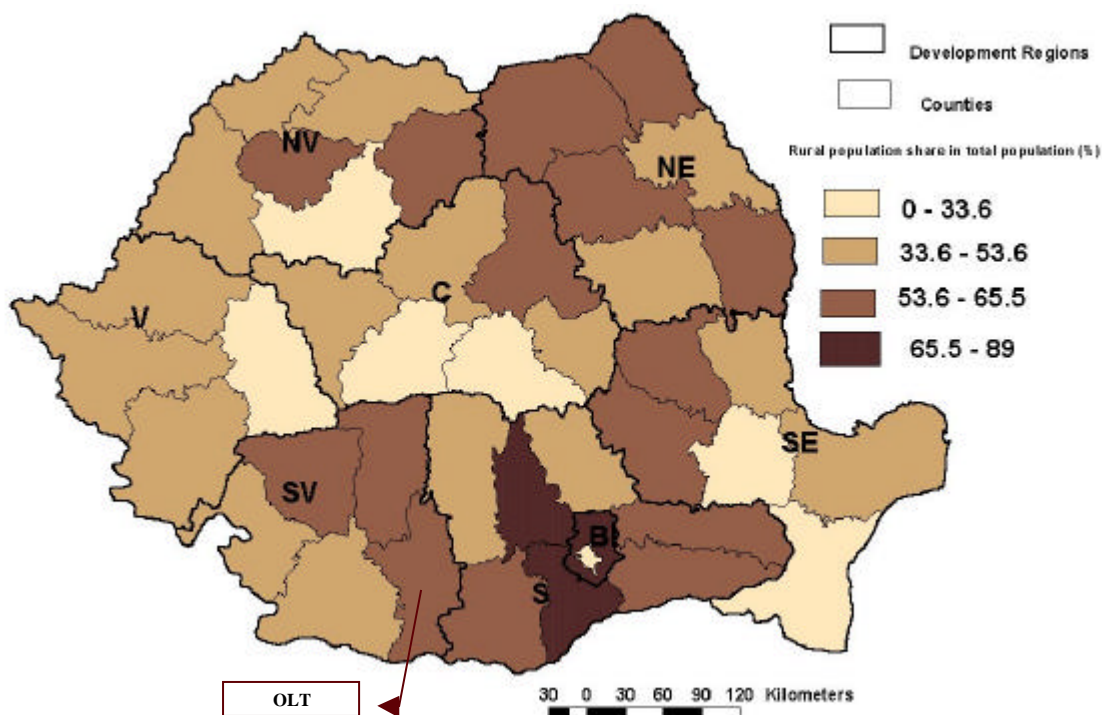 Development Regions
Counties
Rural population share in total population (%)
0 - 33.6
33.6 - 53.6
53.6 - 65.5
65.5 - 89
NV
NE
C
V
SE
SV
B
S
OLT
30 0 30 60 90 120 Kilometers